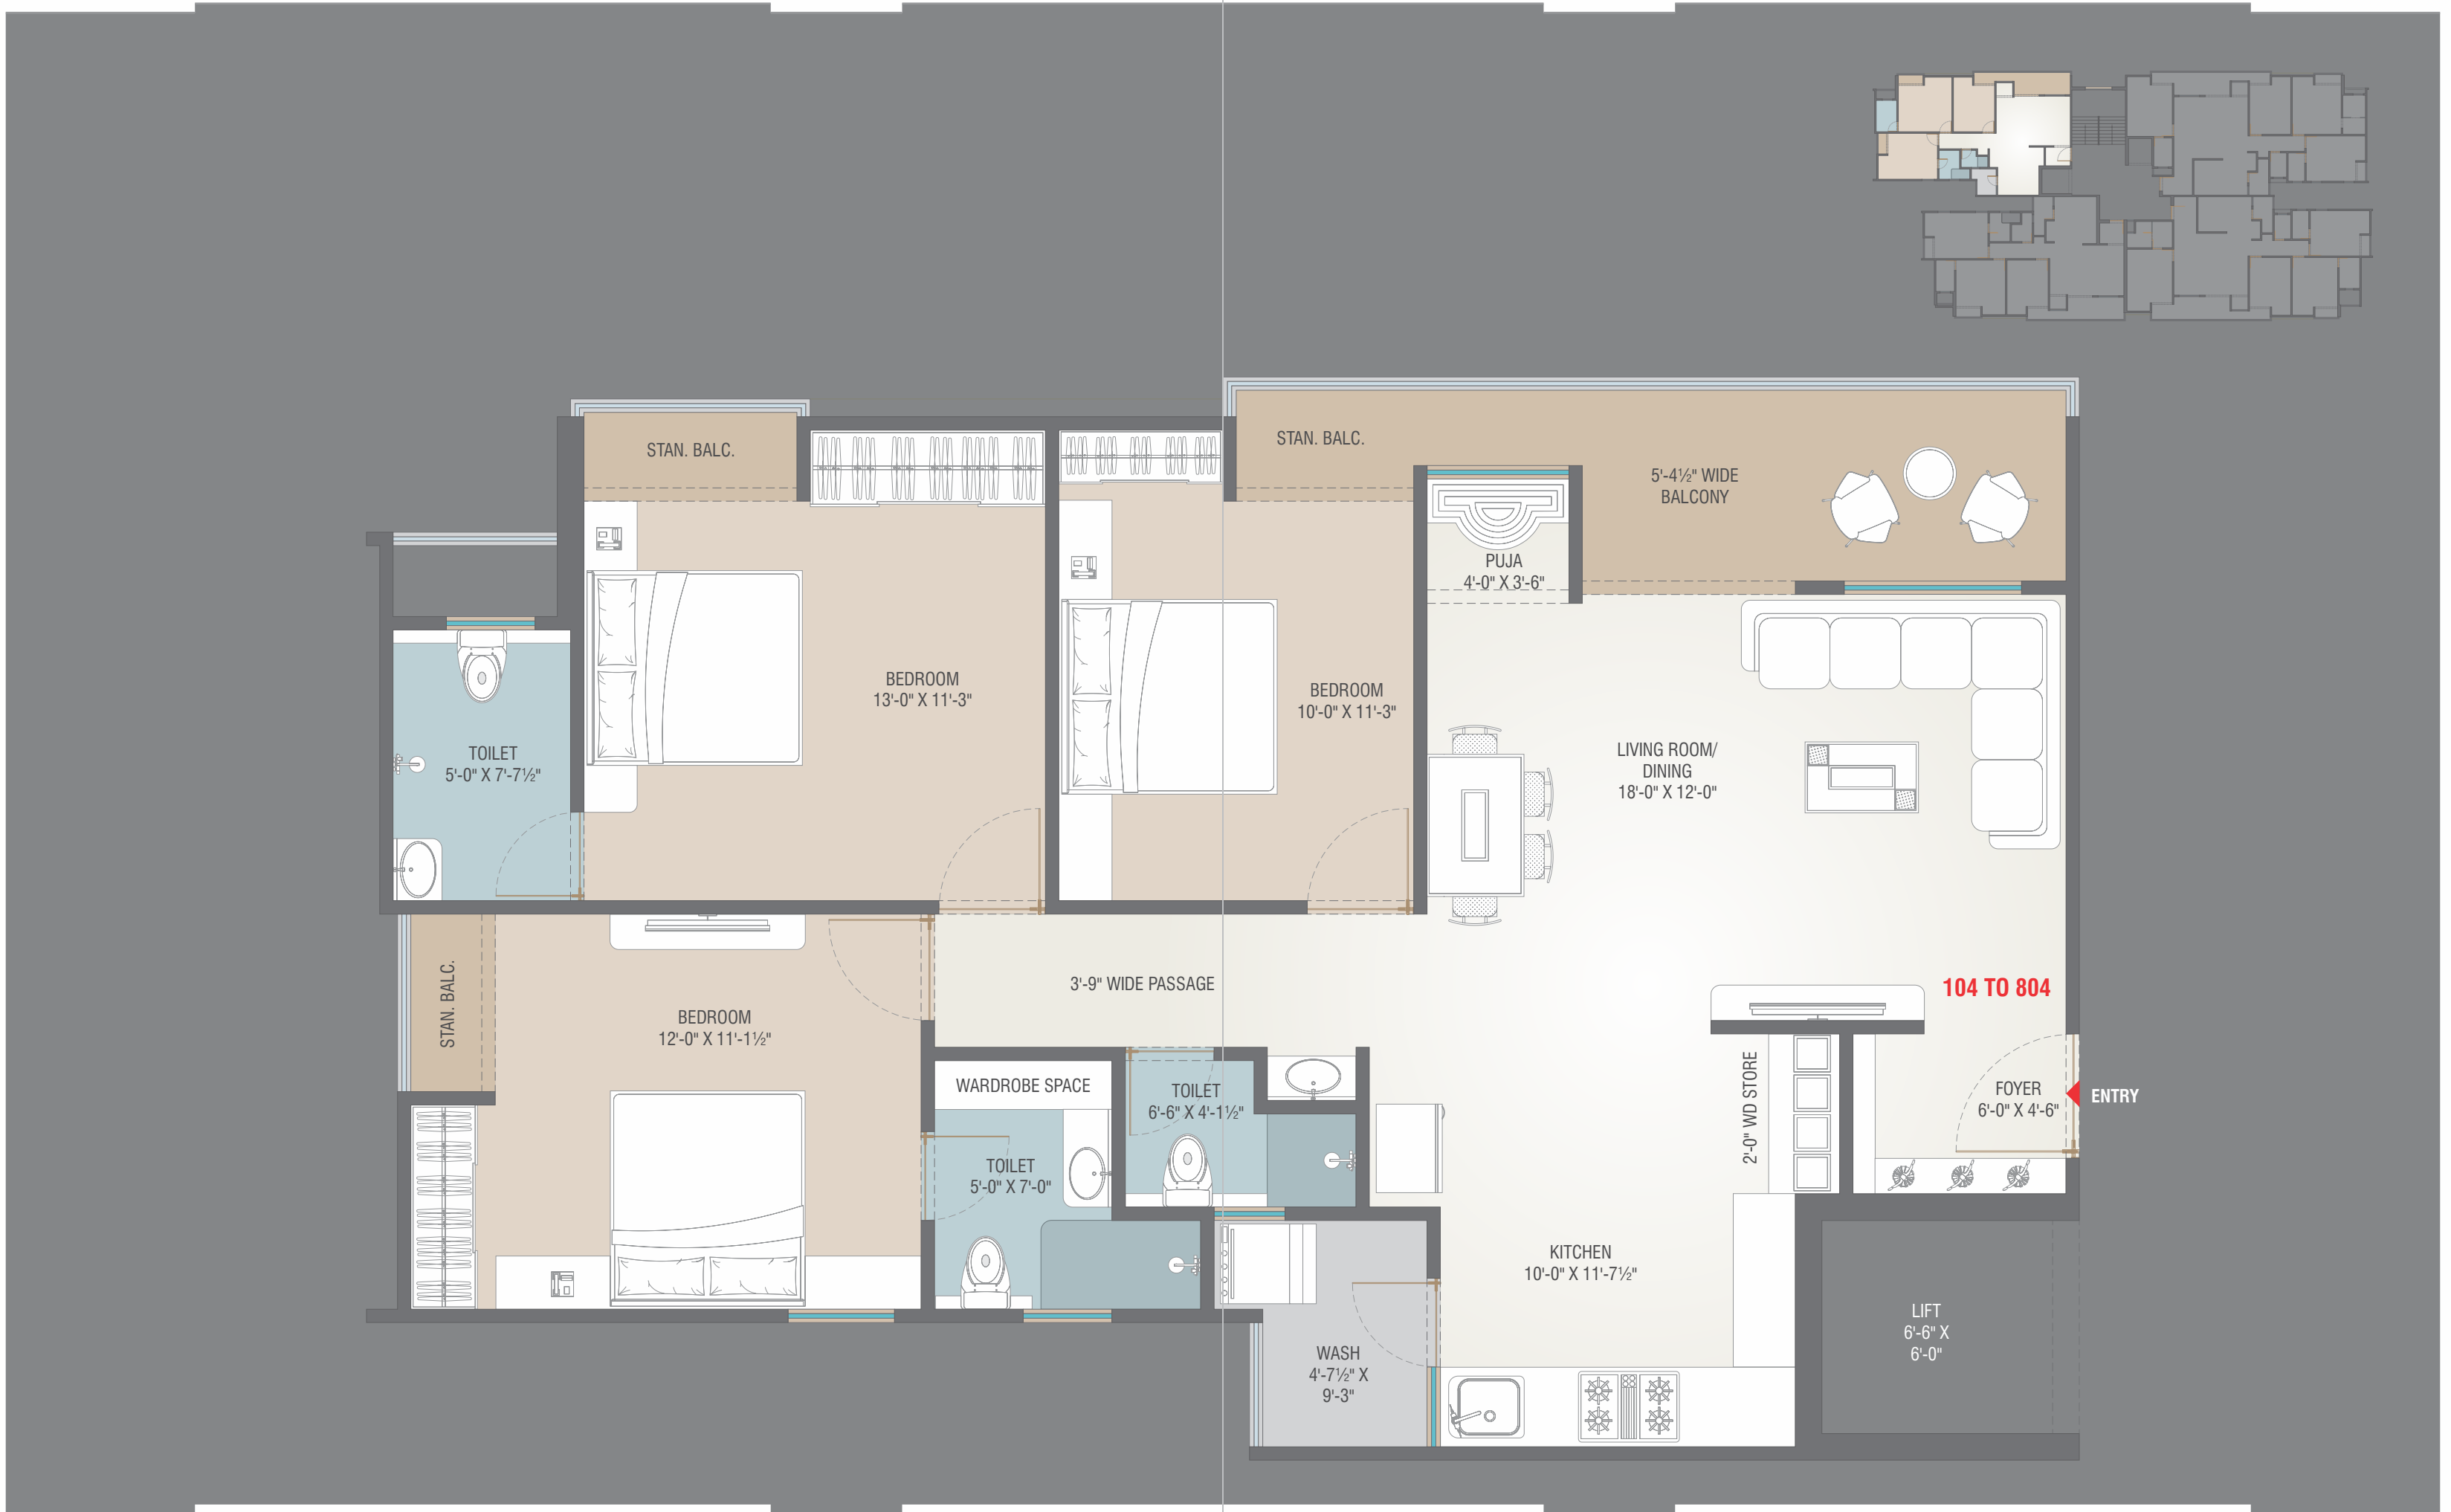 STAN. BALC.
STAN. BALC.
5'-4½" WIDE
BALCONY
PUJA
4'-0" X 3'-6"
BEDROOM
13'-0" X 11'-3"
BEDROOM
10'-0" X 11'-3"
TOILET
5'-0" X 7'-7½"
LIVING ROOM/
DINING
18'-0" X 12'-0"
STAN. BALC.
BEDROOM
12'-0" X 11'-1½"
3'-9" WIDE PASSAGE
104 TO 804
WARDROBE SPACE
TOILET
6'-6" X 4'-1½"
2'-0" WD STORE
FOYER
6'-0" X 4'-6"
ENTRY
TOILET
5'-0" X 7'-0"
KITCHEN
10'-0" X 11'-7½"
WASH
4'-7½" X
9'-3"
LIFT
6'-6" X
6'-0"